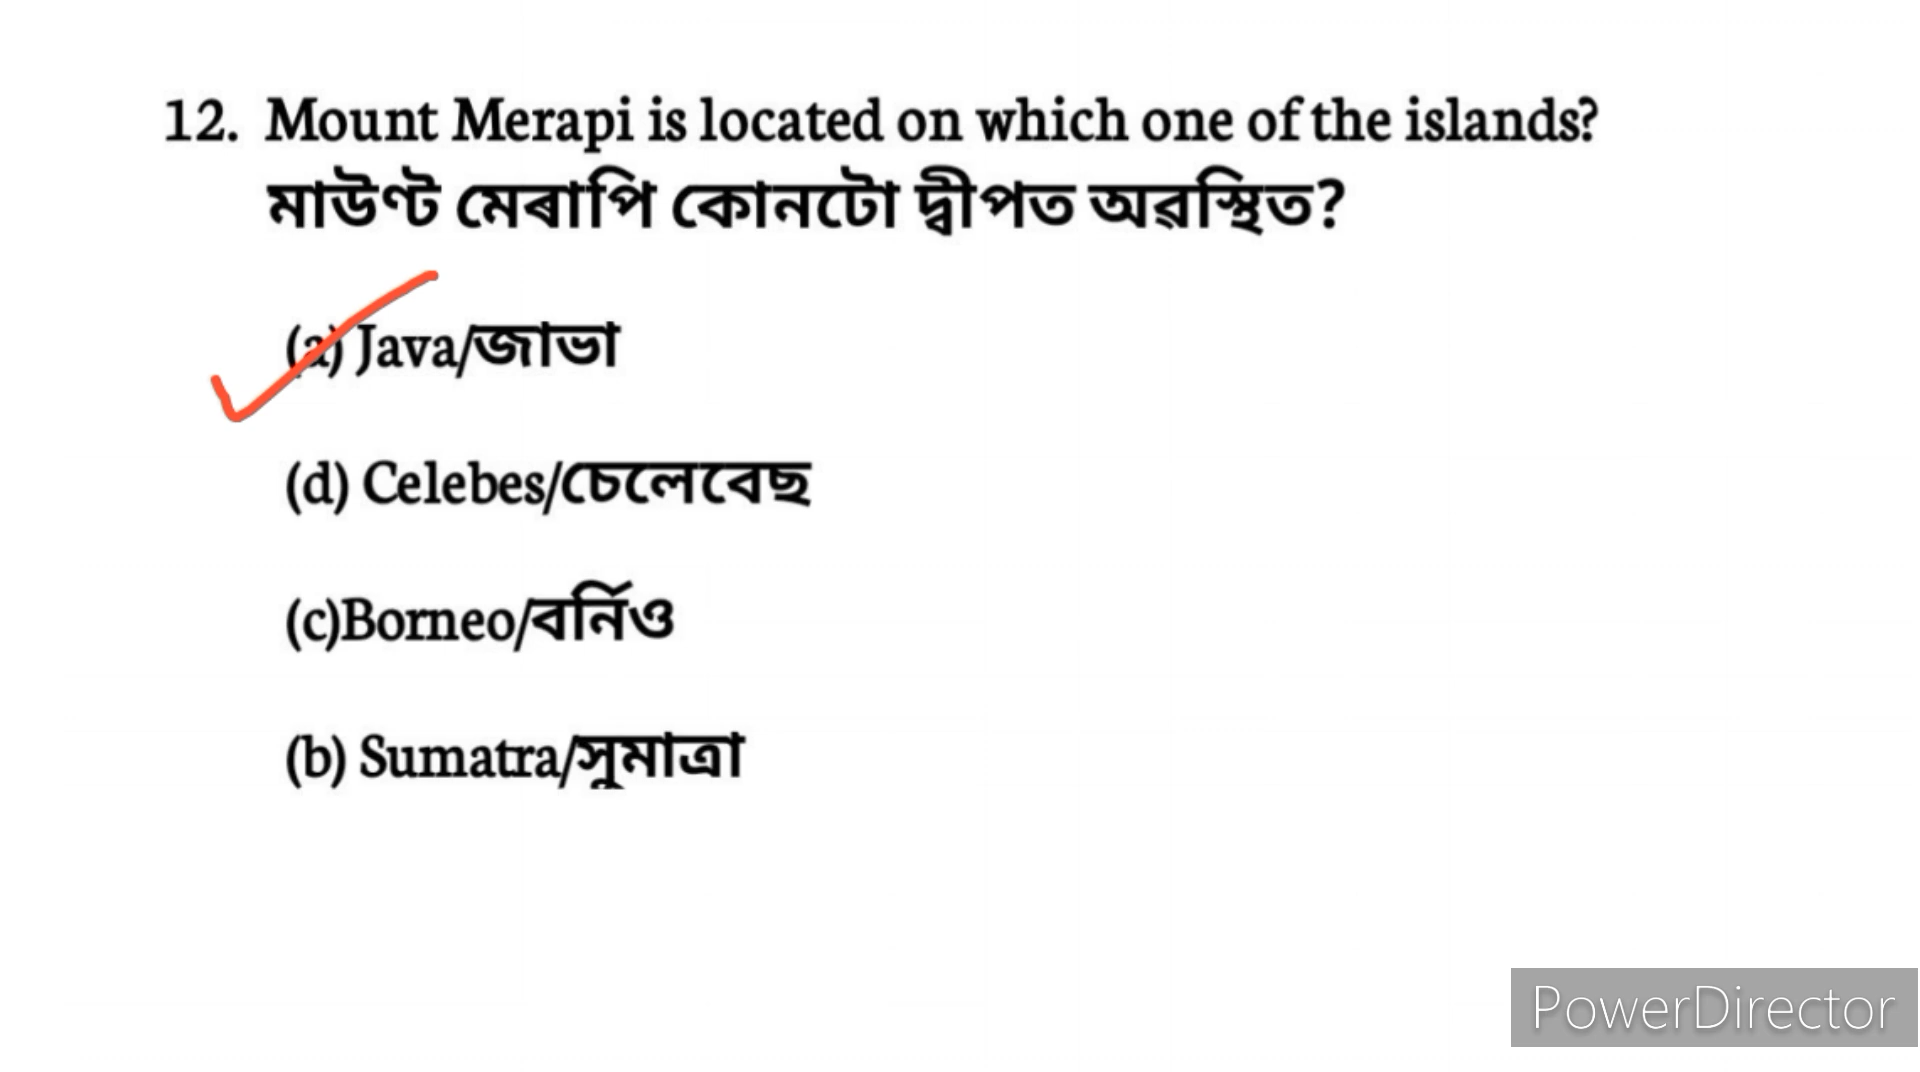 12. Mount Merapi is located on which one of the islands?
মাউণ্ট মেৰাপি কোনটো দ্বীপত অৱস্থিত?
(a) Java/জাভা
(d) Celebes/চেলেবেছ
(c)Borneo/বৰ্নিও
(b) Sumatra/সুমাত্ৰা
PowerDirector